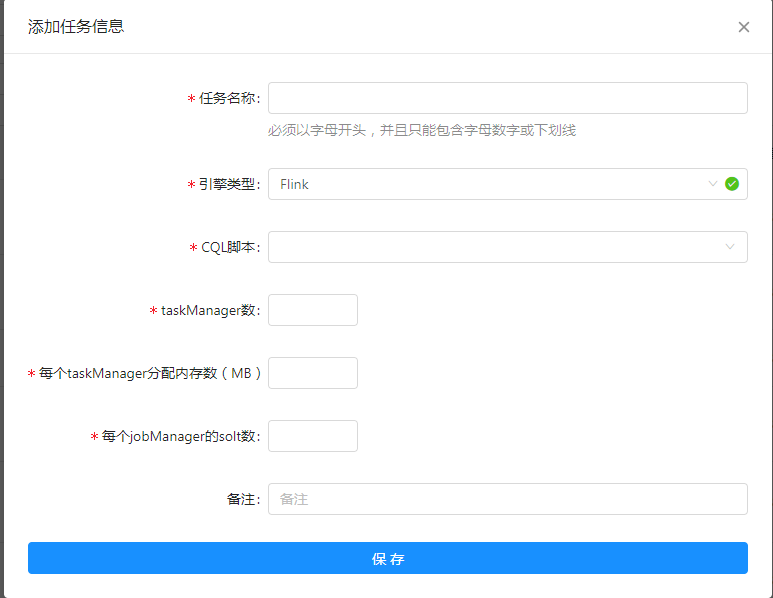 添加任务信息
* 任务名称:
必须以字母开头，并且只能包含字母数字或下划线
* 引擎类型: Flink
* CQL脚本:
* taskManager数:
* 每个taskManager分配内存数（MB）
* 每个jobManager的solt数:
备注: 备注
保 存